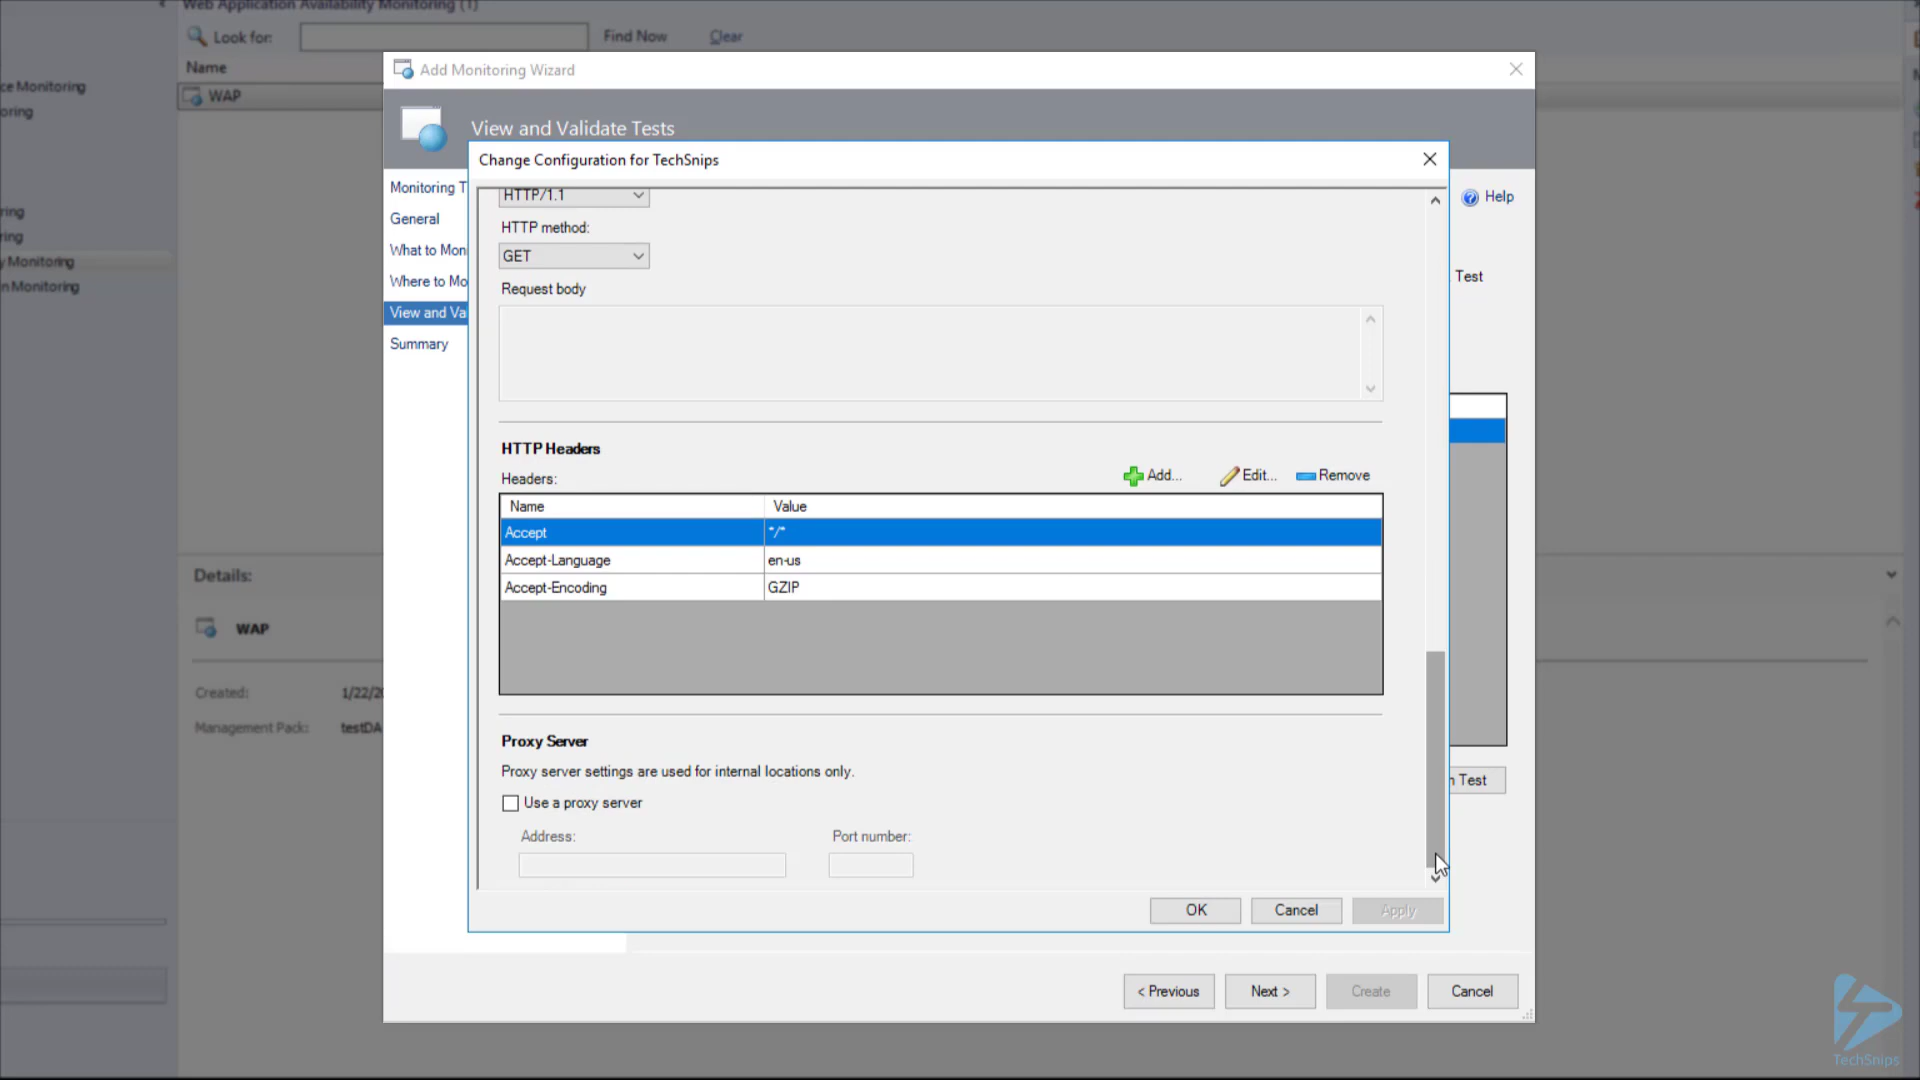 Web Application Availability Monitoring (1)
Look for:
Find Now
Clear
Name
WAP
ce Monitoring
oring
ring
ring
y Monitoring
n Monitoring
Add Monitoring Wizard
View and Validate Tests
Monitoring T
General
What to Mon
Where to Mo
View and Va
Summary
Help
Test
Change Configuration for TechSnips
HTTP/1.1
HTTP method:
GET
Request body
HTTP Headers
Headers:
Add...
Edit...
Remove
Name Value
Accept */*
Accept-Language en-us
Accept-Encoding GZIP
Proxy Server
Proxy server settings are used for internal locations only.
Use a proxy server
Address:
Port number:
OK
Cancel
Apply
n Test
< Previous
Next >
Create
Cancel
Details:
WAP
Created: 1/22/20
Management Pack: testDA
TechSnips